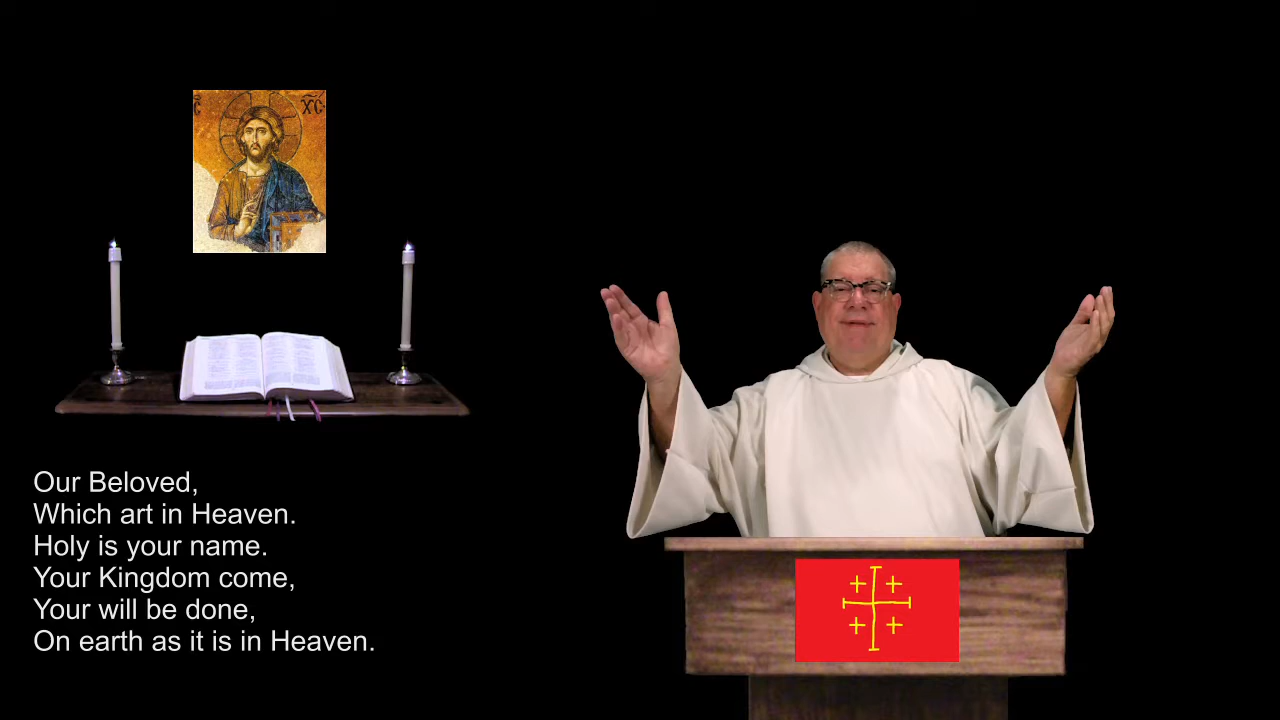 C XC
Our Beloved,
Which art in Heaven.
Holy is your name.
Your Kingdom come,
Your will be done,
On earth as it is in Heaven.